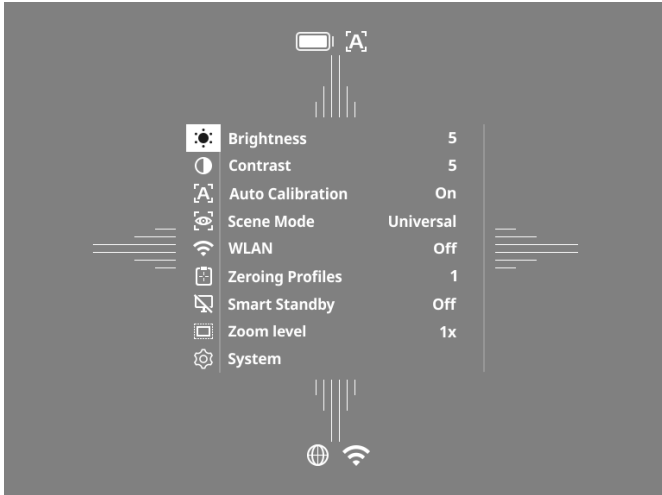 [A]
Brightness 5
Contrast 5
[A] Auto Calibration On
Scene Mode Universal
WLAN Off
Zeroing Profiles 1
Smart Standby Off
Zoom level 1x
System